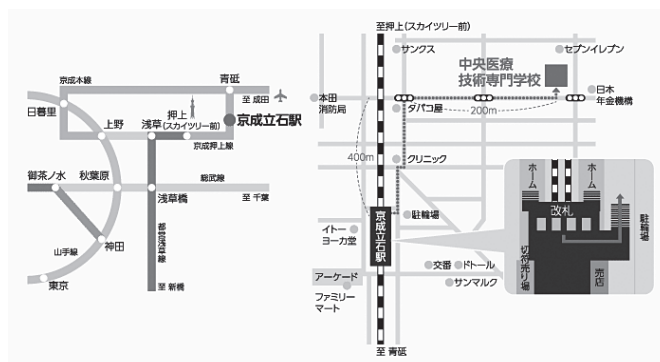 京成本線
青砥
至 成田
日暮里
上野
浅草
押上
(スカイツリー前)
京成立石駅
京成押上線
御茶ノ水
秋葉原
総武線
浅草橋
至 千葉
山手線
神田
都営浅草線
東京
至 新橋
至押上(スカイツリー前)
サンクス
セブンイレブン
中央医療
技術専門学校
本田
消防局
タバコ屋
200m
日本
年金機構
400m
クリニック
駐輪場
イトー
ヨーカ堂
京成立石駅
交番
ドトール
サンマルク
アーケード
ファミリー
マート
至 青砥
ホーム
ホーム
改札
切符売り場
売店
駐輪場